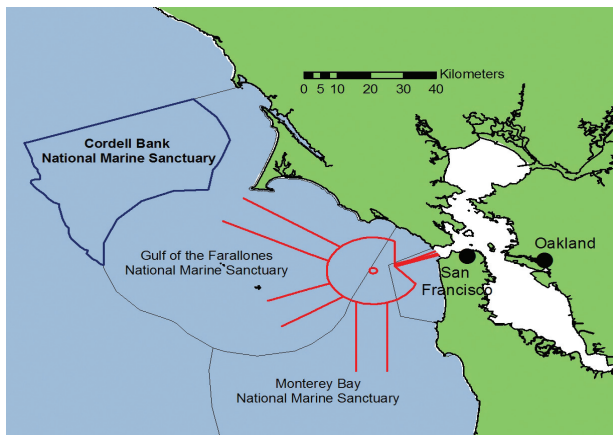 Kilometers
0 5 10 20 30 40
Cordell Bank
National Marine Sanctuary
Oakland
Gulf of the Farallones
National Marine Sanctuary
San
Francisco
Monterey Bay
National Marine Sanctuary